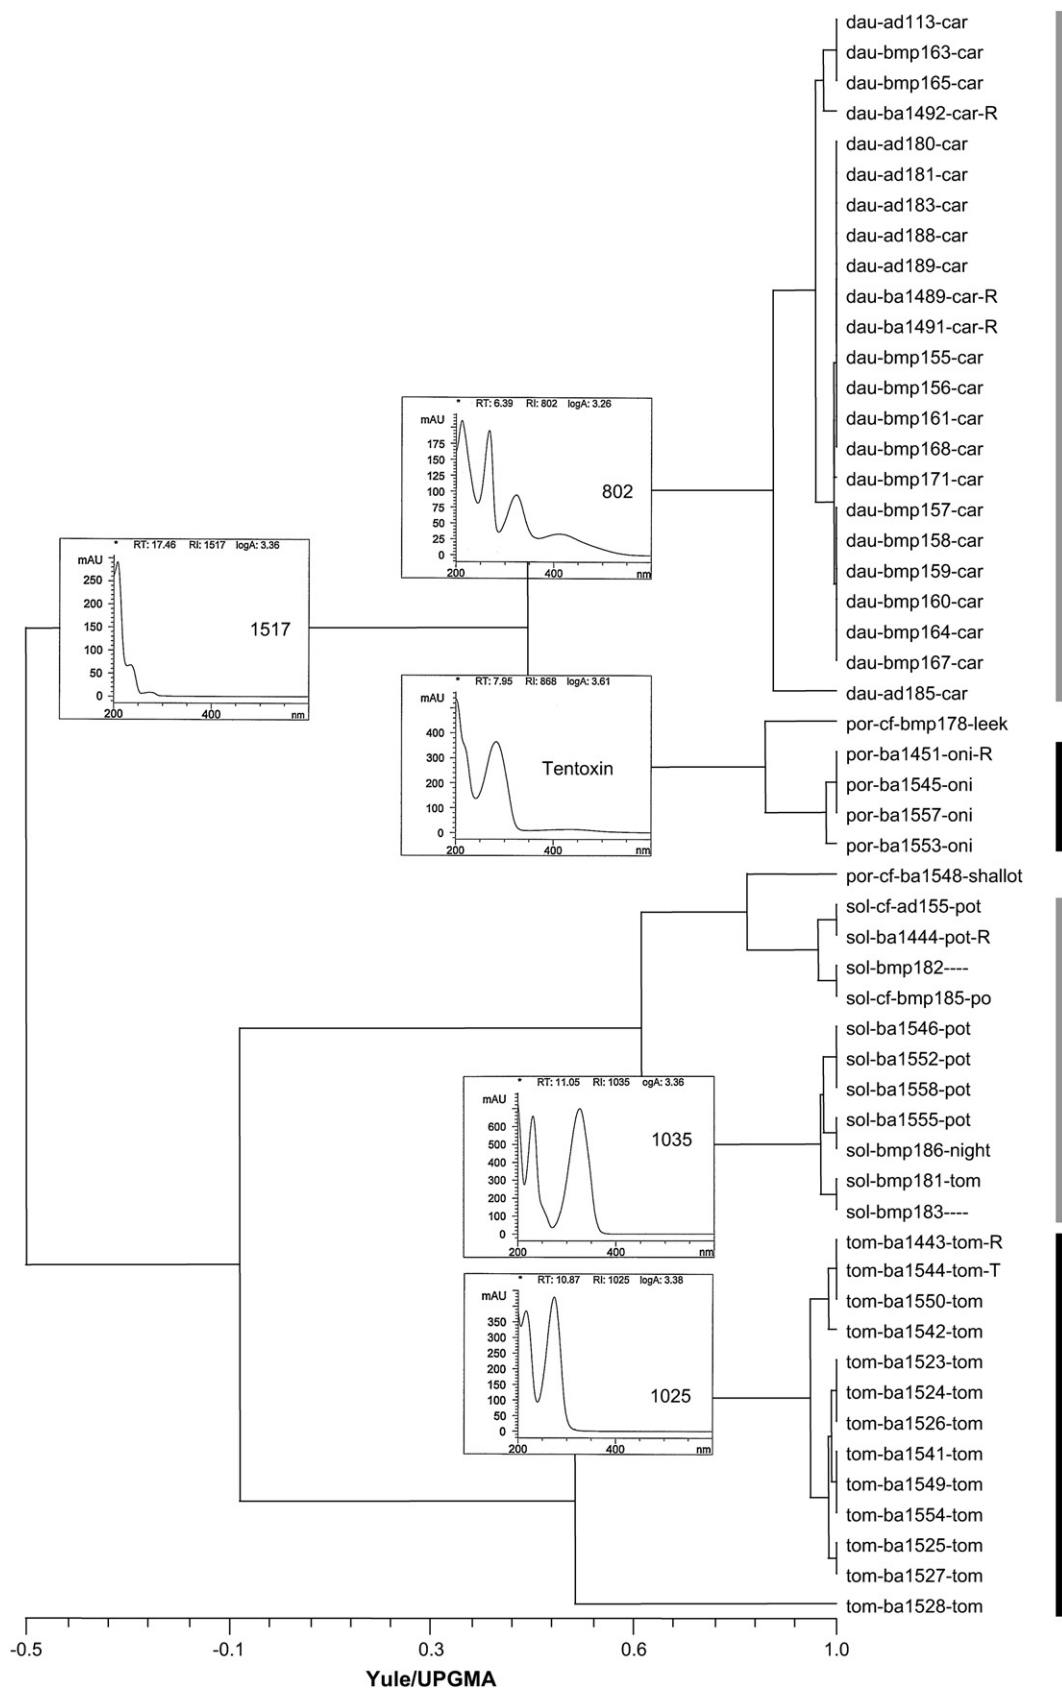 dau-ad113-car
dau-bmp163-car
dau-bmp165-car
dau-ba1492-car-R
dau-ad180-car
dau-ad181-car
dau-ad183-car
dau-ad188-car
dau-ad189-car
dau-ba1489-car-R
dau-ba1491-car-R
dau-bmp155-car
dau-bmp156-car
dau-bmp161-car
dau-bmp168-car
dau-bmp171-car
dau-bmp157-car
dau-bmp158-car
dau-bmp159-car
dau-bmp160-car
dau-bmp164-car
dau-bmp167-car
dau-ad185-car
por-cf-bmp178-leek
por-ba1451-oni-R
por-ba1545-oni
por-ba1557-oni
por-ba1553-oni
por-cf-ba1548-shallot
sol-cf-ad155-pot
sol-ba1444-pot-R
sol-bmp182----
sol-cf-bmp185-po
sol-ba1546-pot
sol-ba1552-pot
sol-ba1558-pot
sol-ba1555-pot
sol-bmp186-night
sol-bmp181-tom
sol-bmp183----
tom-ba1443-tom-R
tom-ba1544-tom-T
tom-ba1550-tom
tom-ba1542-tom
tom-ba1523-tom
tom-ba1524-tom
tom-ba1526-tom
tom-ba1541-tom
tom-ba1549-tom
tom-ba1554-tom
tom-ba1525-tom
tom-ba1527-tom
tom-ba1528-tom
* RT: 6.39 RI: 802 logA: 3.26
mAU
175
150
125
100
75
50
25
0
802
200 400 nm
* RT: 17.46 RI: 1517 logA: 3.36
mAU
250
200
150
100
50
0
1517
200 400 nm
* RT: 7.95 RI: 868 logA: 3.61
mAU
400
300
200
100
0
Tentoxin
200 400 nm
* RT: 11.05 RI: 1035 ogA: 3.36
mAU
600
500
400
300
200
100
0
1035
200 400 nm
* RT: 10.87 RI: 1025 logA: 3.38
mAU
350
300
250
200
150
100
50
0
1025
200 400 nm
-0.5 -0.1 0.3 0.6 1.0
Yule/UPGMA